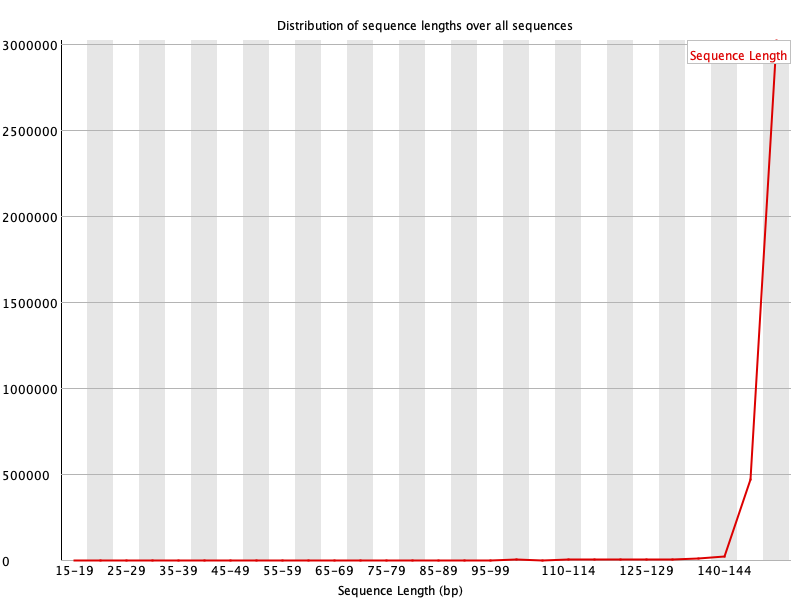 Distribution of sequence lengths over all sequences
Sequence Length
3000000
2500000
2000000
1500000
1000000
500000
0
15-19 25-29 35-39 45-49 55-59 65-69 75-79 85-89 95-99 110-114 125-129 140-144
Sequence Length (bp)